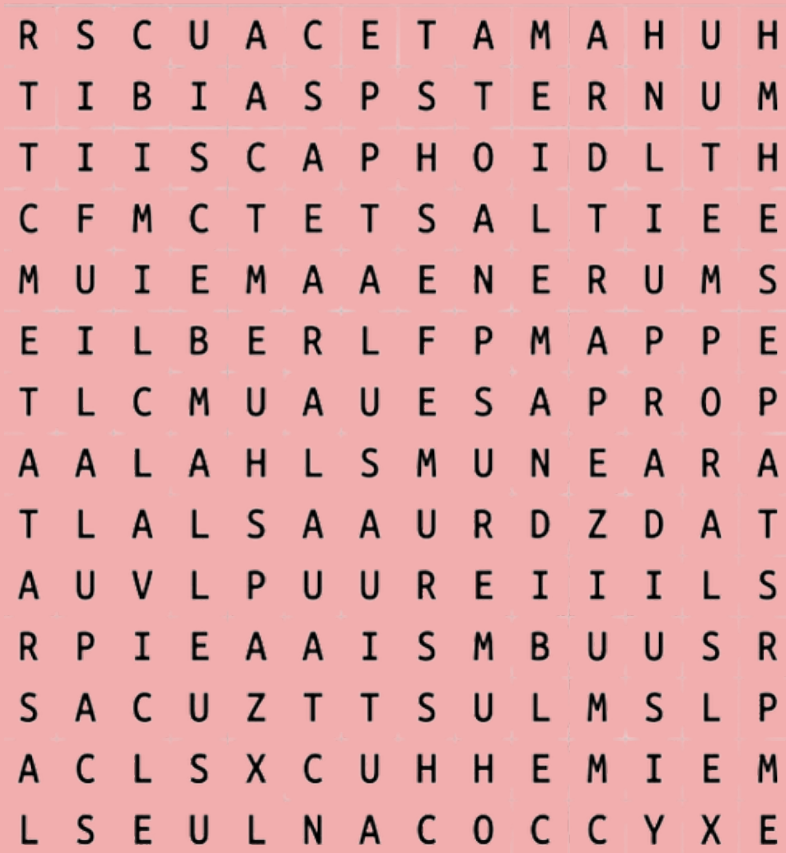 R S C U A C E T A M A H U H
T I B I A S P S T E R N U M
T I I S C A P H O I D L T H
C F M C T E T S A L T I E E
M U I E M A A E N E R U M S
E I L B E R L F P M A P P E
T L C M U A U E S A P R O P
A A L A H L S M U N E A R A
T L A L S A A U R D Z D A T
A U V L P U U R E I I I L S
R P I E A A I S M B U U S R
S A C U Z T T S U L M S L P
A C L S X C U H H E M I E M
L S E U L N A C O C C Y X E